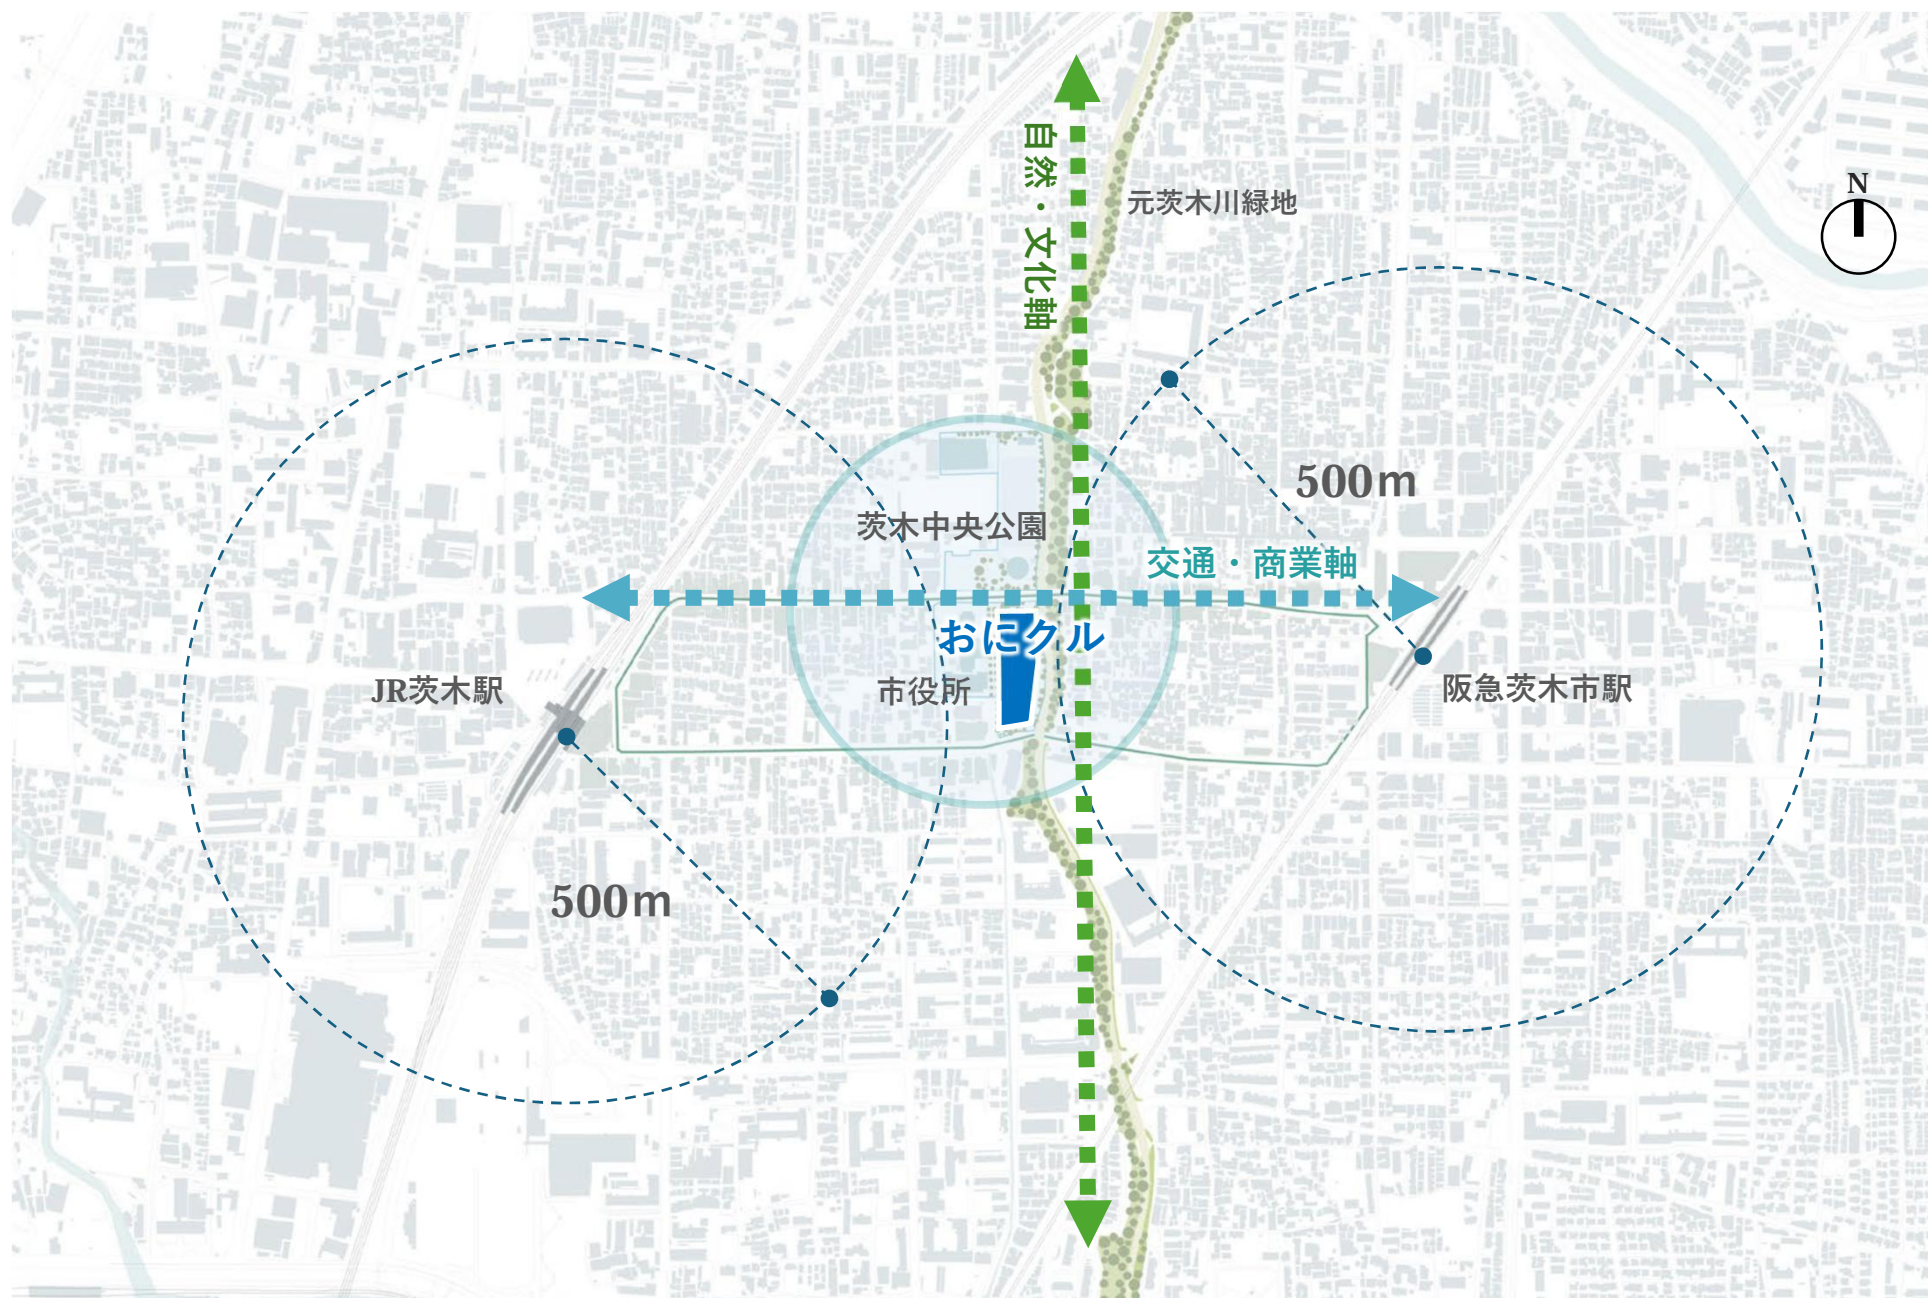 自然・文化軸
N
元茨木川緑地
500m
茨木中央公園
交通・商業軸
おにクル
JR茨木駅
市役所
阪急茨木市駅
500m